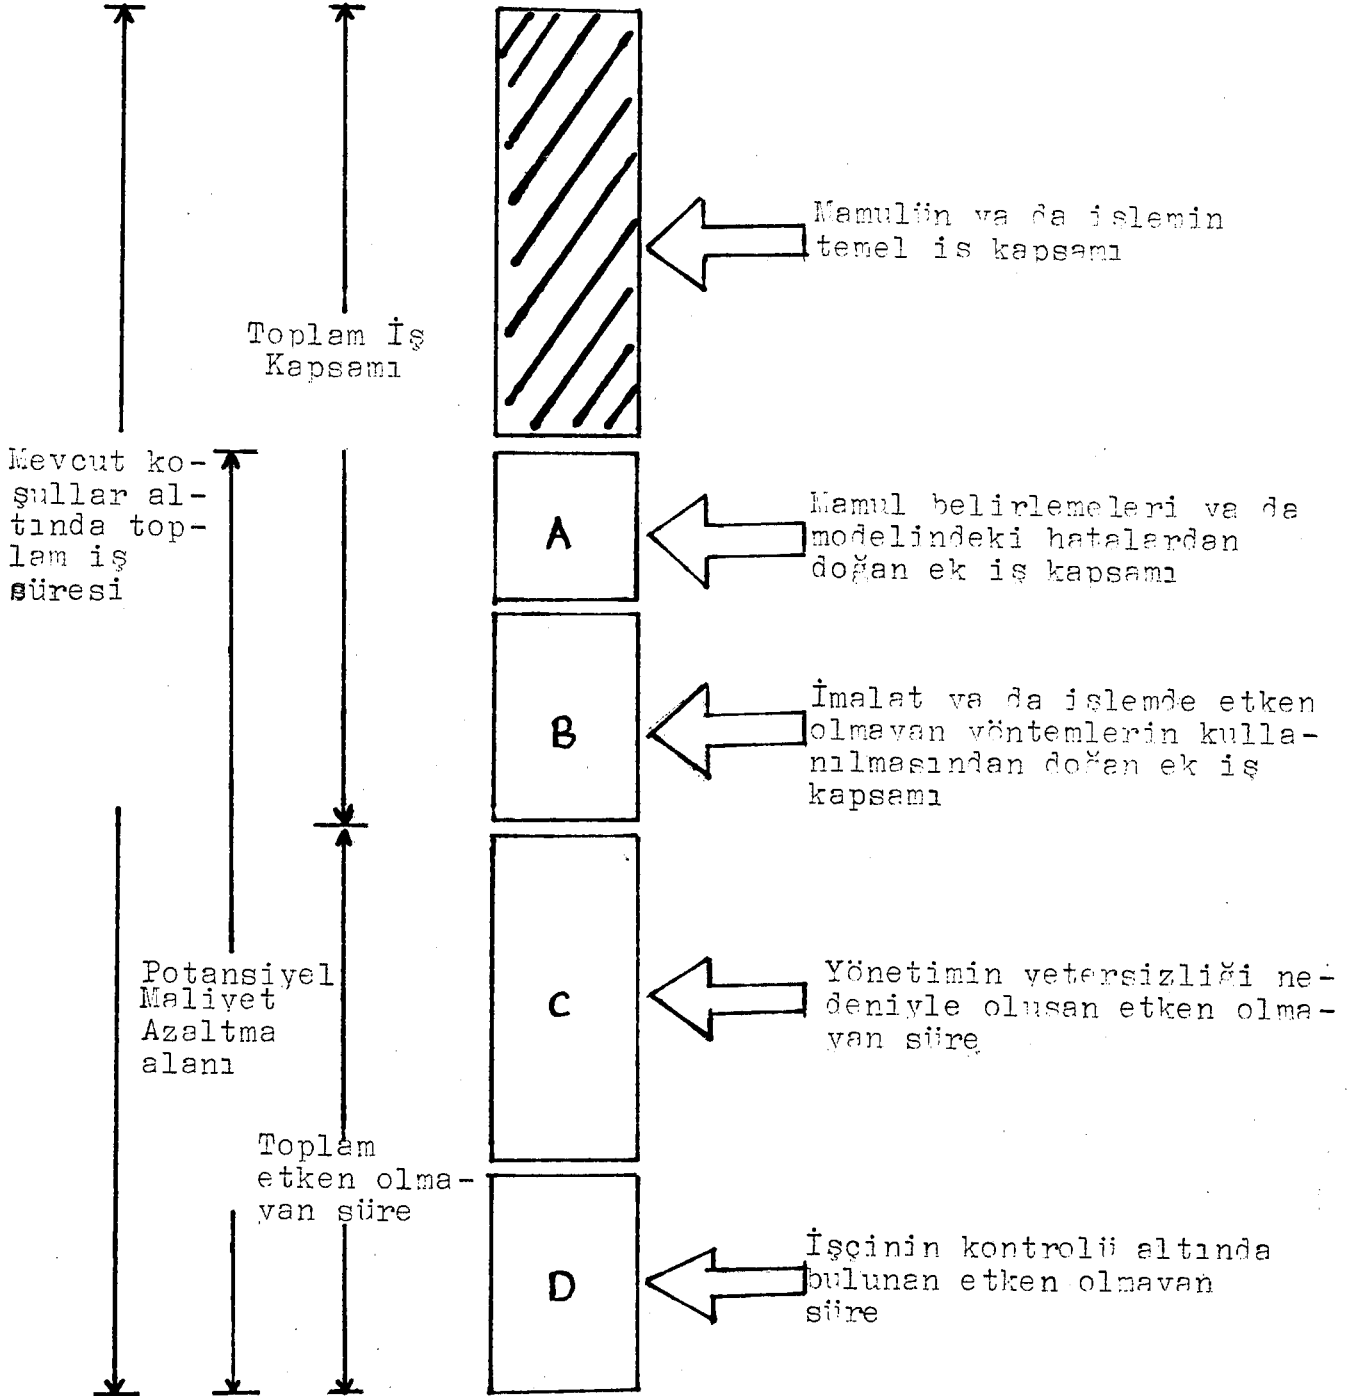 Mamulün ya da işlemin
temel iş kapsamı
Toplam İş
Kapsamı
Mevcut ko-
şullar al-
tında top-
lam iş
süresi
A
Mamul belirlemeleri ya da
modelindeki hatalardan
doğan ek iş kapsamı
B
İmalat ya da işlemde etken
olmayan yöntemlerin kulla-
nılmasından doğan ek iş
kapsamı
Potansiyel
Maliyet
Azaltma
alanı
C
Yönetimin yetersizliği ne-
deniyle oluşan etken olma-
yan süre
Toplam
etken olma-
yan süre
D
İşçinin kontrolü altında
bulunan etken olmayan
süre